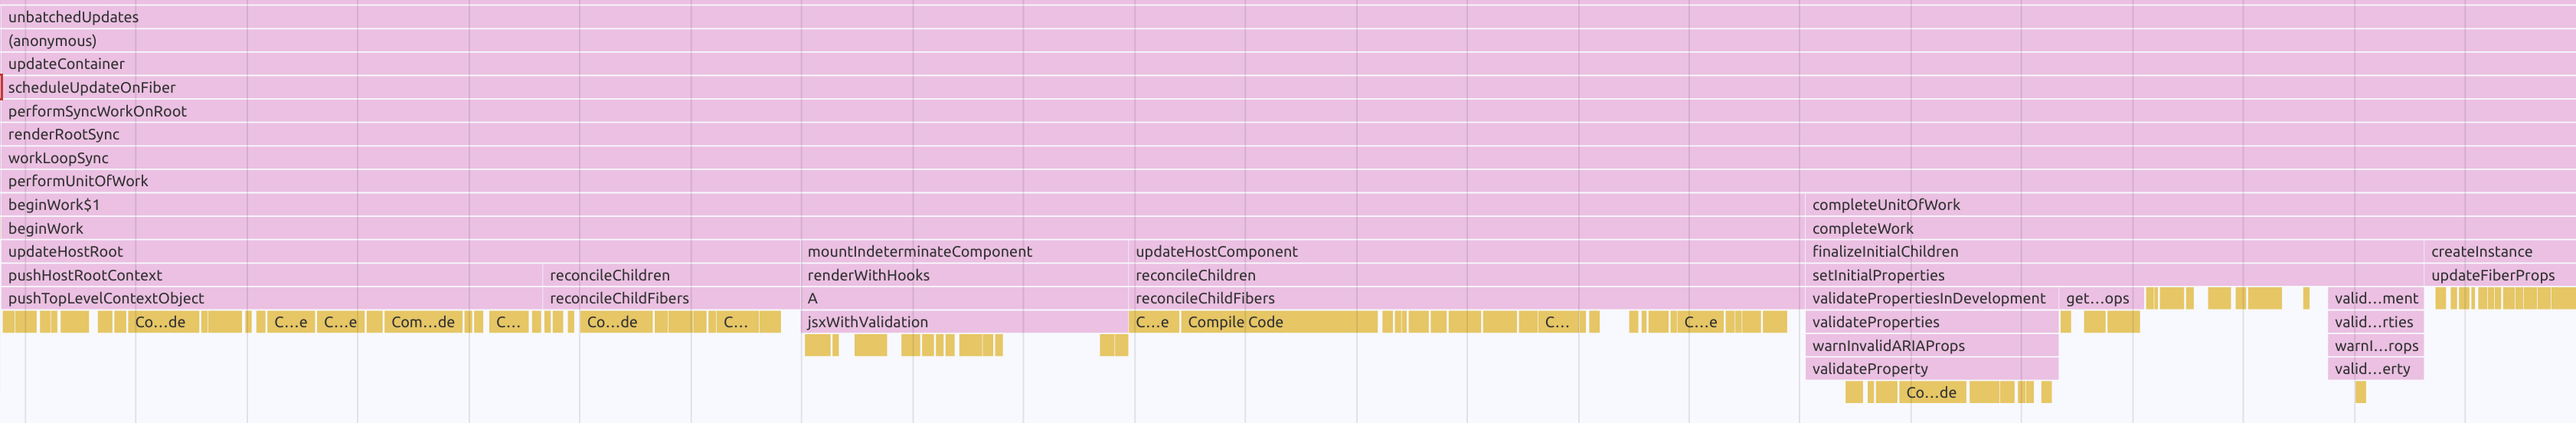 unbatchedUpdates
(anonymous)
updateContainer
scheduleUpdateOnFiber
performSyncWorkOnRoot
renderRootSync
workLoopSync
performUnitOfWork
beginWork$1 completeUnitOfWork
beginWork completeWork
updateHostRoot mountIndeterminateComponent updateHostComponent finalizeInitialChildren createInstance
pushHostRootContext reconcileChildren renderWithHooks reconcileChildren setInitialProperties updateFiberProps
pushTopLevelContextObject reconcileChildFibers A reconcileChildFibers validatePropertiesInDevelopment get…ops valid…ment
Co…de C…e C…e Com…de C… Co…de C… jsxWithValidation C…e Compile Code C… C…e validateProperties valid…rties
warnInvalidARIAProps warnI…rops
validateProperty valid…erty
Co…de